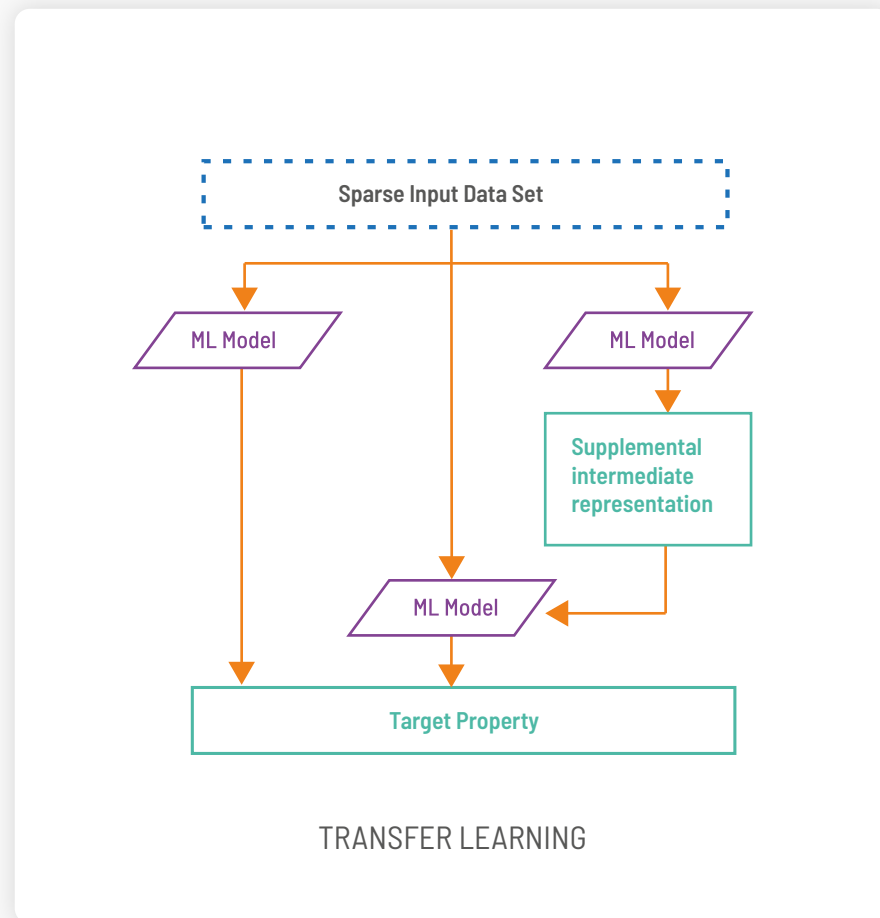 Sparse Input Data Set
ML Model
ML Model
Supplemental
intermediate
representation
ML Model
Target Property
TRANSFER LEARNING